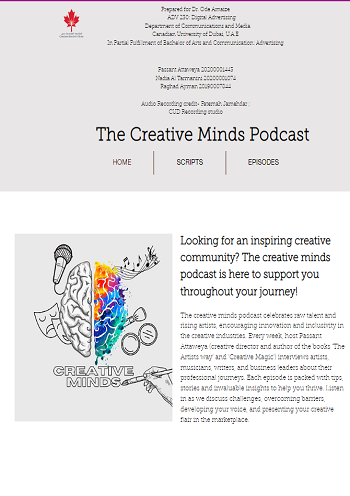 Prepared for Dr. Ode Amaize
ADV 230: Digital Advertising
Department of Communications and Media
Canadian University of Dubai, U.A.E
In Partial Fulfilment of Bachelor of Arts and Communication: Advertising
Passant Attaweya 20200001445
Nada Al Tarmanini 20200001074
Raghad Ayman 20190007844
Audio Recording credit- Fatemah Jamehdar ;
CUD Recording studio
The Creative Minds Podcast
HOME
SCRIPTS
EPISODES
CREATIVE
MINDS
Looking for an inspiring creative
community? The creative minds
podcast is here to support you
throughout your journey!
The creative minds podcast celebrates raw talent and
rising artists, encouraging innovation and inclusivity in
the creative industries. Every week, host Passant
Attaweya (creative director and author of the books 'The
Artists way' and 'Creative Magic') interviews artists,
musicians, writers, and business leaders about their
professional journeys. Each episode is packed with tips,
stories and invaluable insights to help you thrive. Listen
in as we discuss challenges, overcoming barriers,
developing your voice, and presenting your creative
flair in the marketplace.